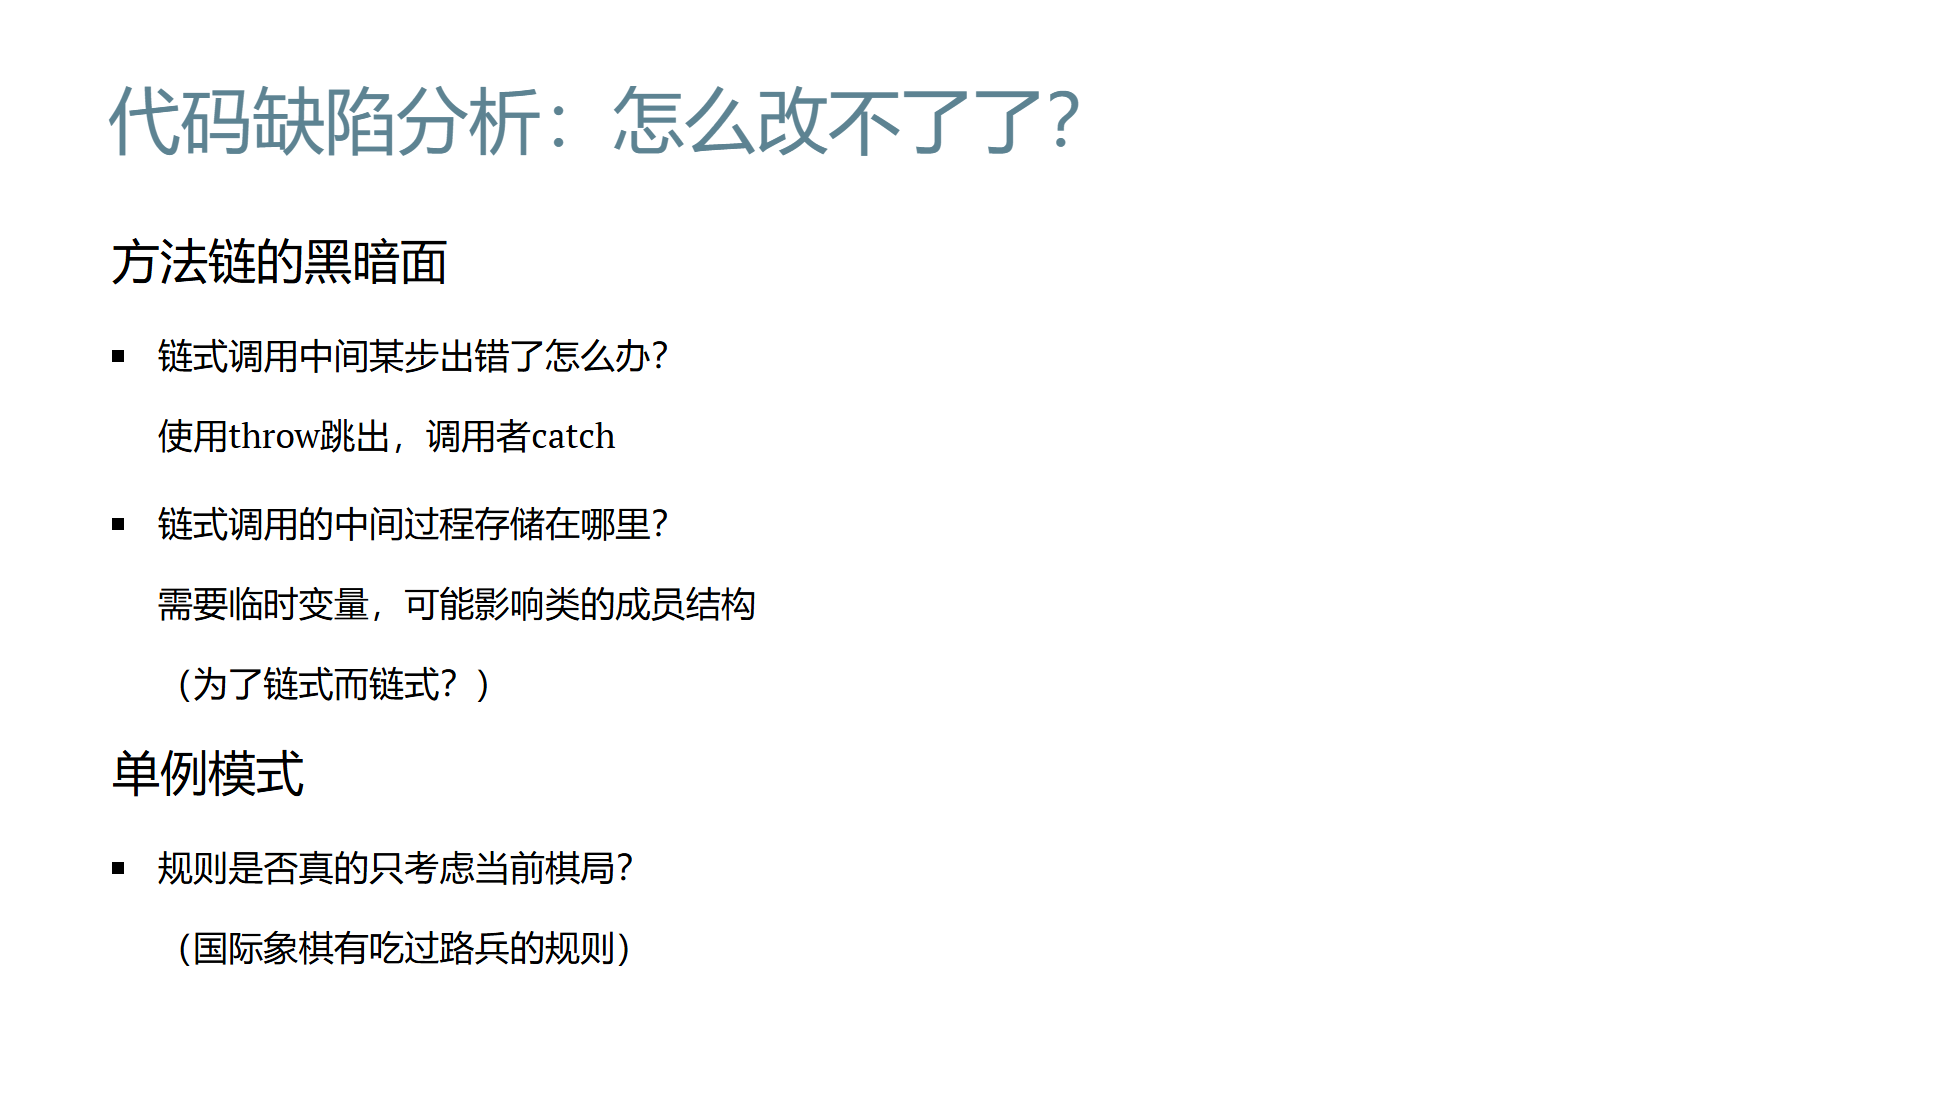 代码缺陷分析：怎么改不了了？
方法链的黑暗面
▪ 链式调用中间某步出错了怎么办？
使用throw跳出，调用者catch
▪ 链式调用的中间过程存储在哪里？
需要临时变量，可能影响类的成员结构
（为了链式而链式？）
单例模式
▪ 规则是否真的只考虑当前棋局？
（国际象棋有吃过路兵的规则）